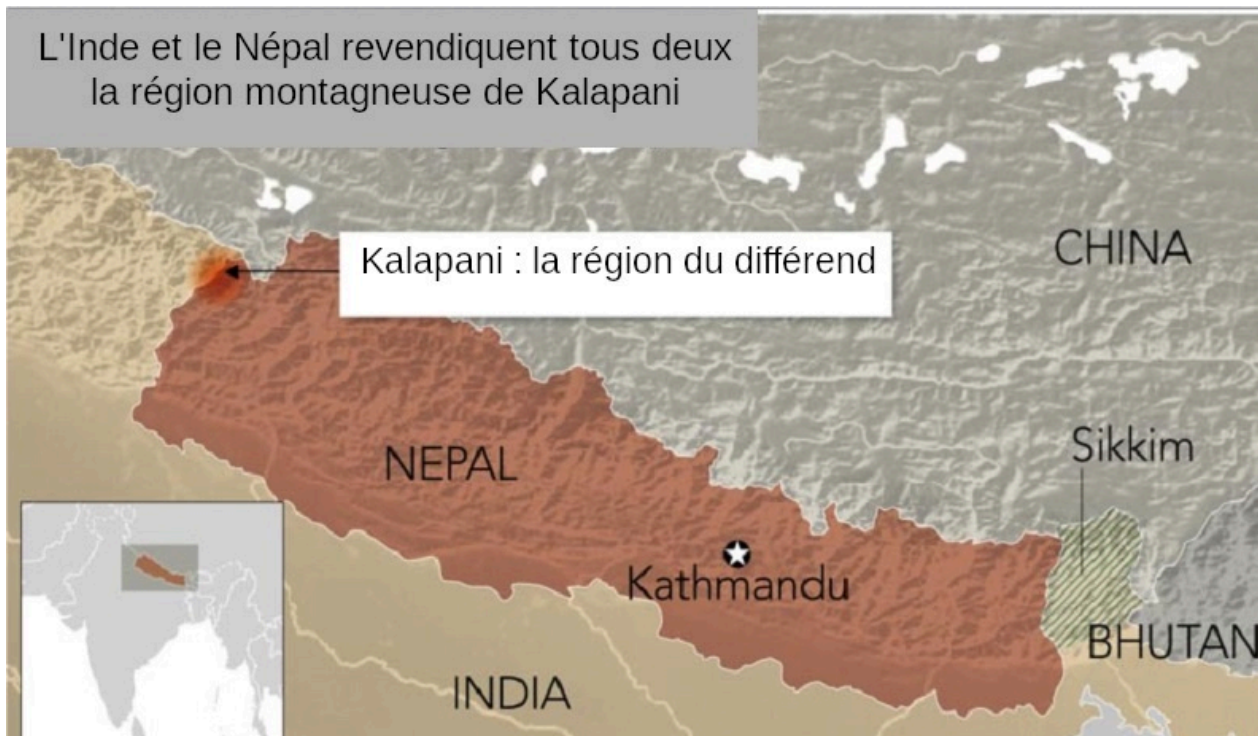 L'Inde et le Népal revendiquent tous deux
la région montagneuse de Kalapani
Kalapani : la région du différend
CHINA
NEPAL
Sikkim
Kathmandu
BHUTAN
INDIA